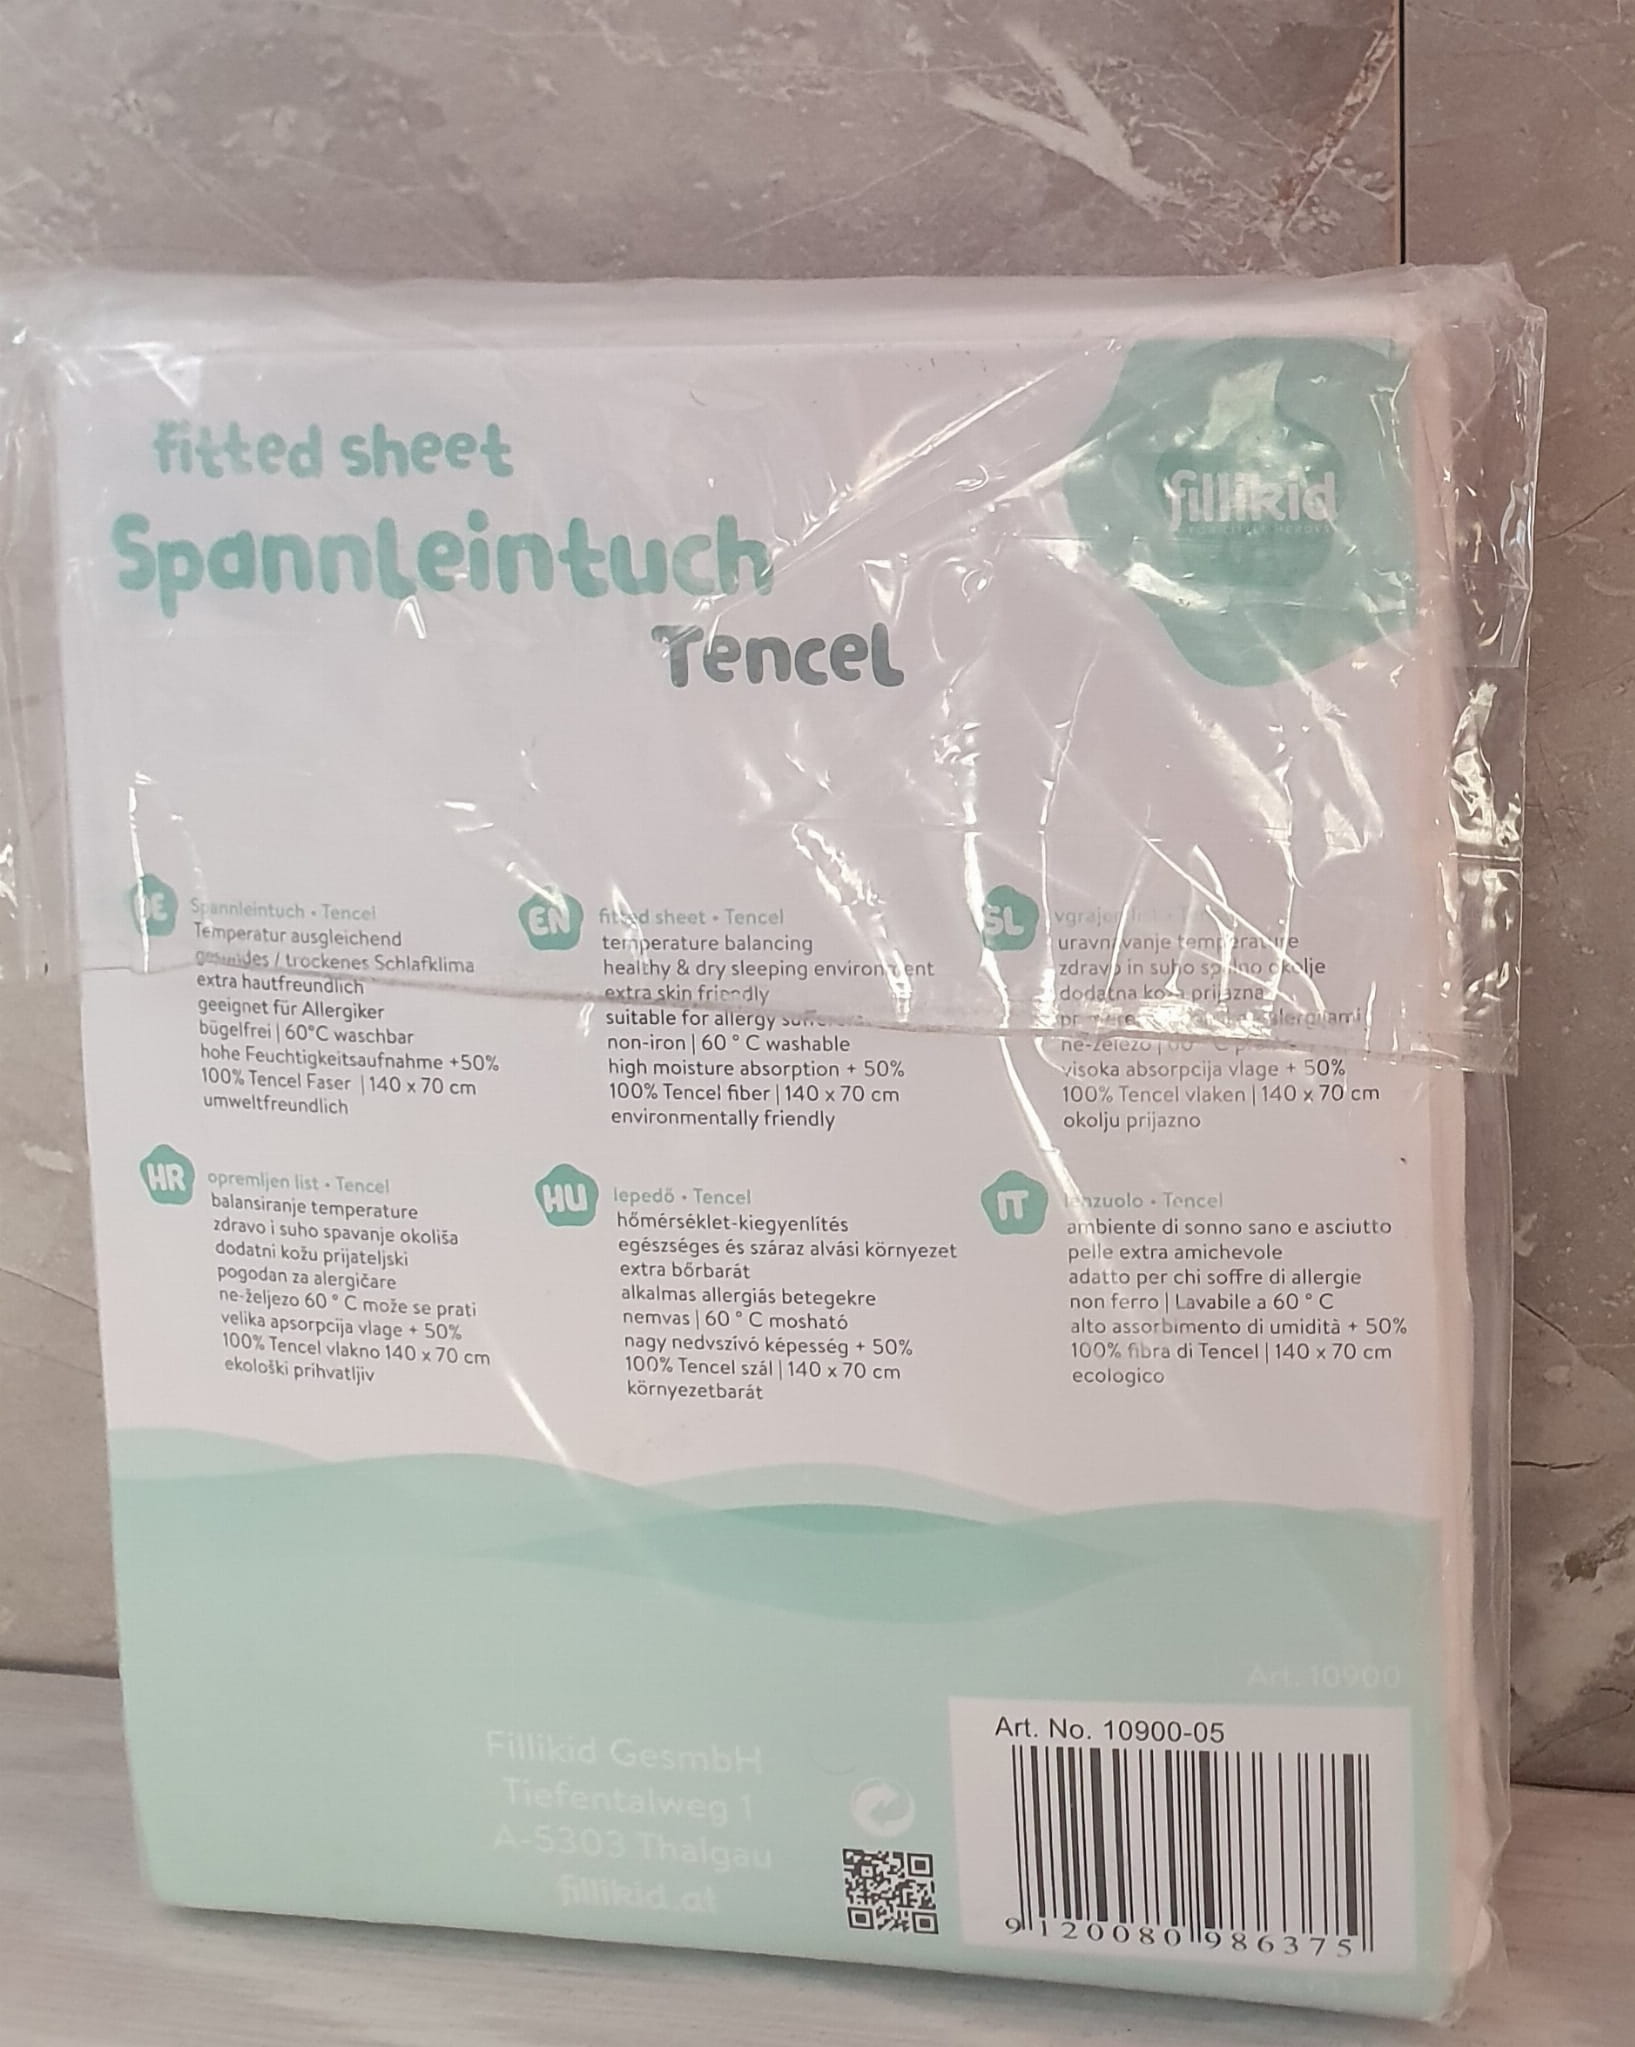 fitted sheet
Spannleintuch
Tencel
fillikid
FOR LITTLE HEROES
DE
Spannleintuch • Tencel
Temperatur ausgleichend
gesundes / trockenes Schlafklima
extra hautfreundlich
geeignet für Allergiker
bügelfrei | 60°C waschbar
hohe Feuchtigkeitsaufnahme +50%
100% Tencel Faser | 140 x 70 cm
umweltfreundlich
EN
fitted sheet • Tencel
temperature balancing
healthy & dry sleeping environment
extra skin friendly
suitable for allergy
non-iron | 60 ° C washable
high moisture absorption + 50%
100% Tencel fiber | 140 x 70 cm
environmentally friendly
SL
uravnavanje temperature
zdravo in suho spalno okolje
dodatna koža prijazna
alergijami
ne-železo | 60 ° C
visoka absorpcija vlage + 50%
100% Tencel vlaken | 140 x 70 cm
okolju prijazno
HR
opremljen list • Tencel
balansiranje temperature
zdravo i suho spavanje okoliša
dodatni kožu prijateljski
pogodan za alergičare
ne-željezo 60 ° C može se prati
velika apsorpcija vlage + 50%
100% Tencel vlakno 140 x 70 cm
ekološki prihvatljiv
HU
lepedő • Tencel
hőmérséklet-kiegyenlítés
egészséges és száraz alvási környezet
extra bőrbarát
alkalmas allergiás betegekre
nemvas | 60 ° C mosható
nagy nedvszívó képesség + 50%
100% Tencel szál | 140 x 70 cm
környezetbarát
IT
lenzuolo • Tencel
ambiente di sonno sano e asciutto
pelle extra amichevole
adatto per chi soffre di allergie
non ferro | Lavabile a 60 ° C
alto assorbimento di umidità + 50%
100% fibra di Tencel | 140 x 70 cm
ecologico
Art. 10900
Fillikid GesmbH
Tiefentalweg 1
A-5303 Thalgau
fillikid.at
Art. No. 10900-05
9 120080 986375